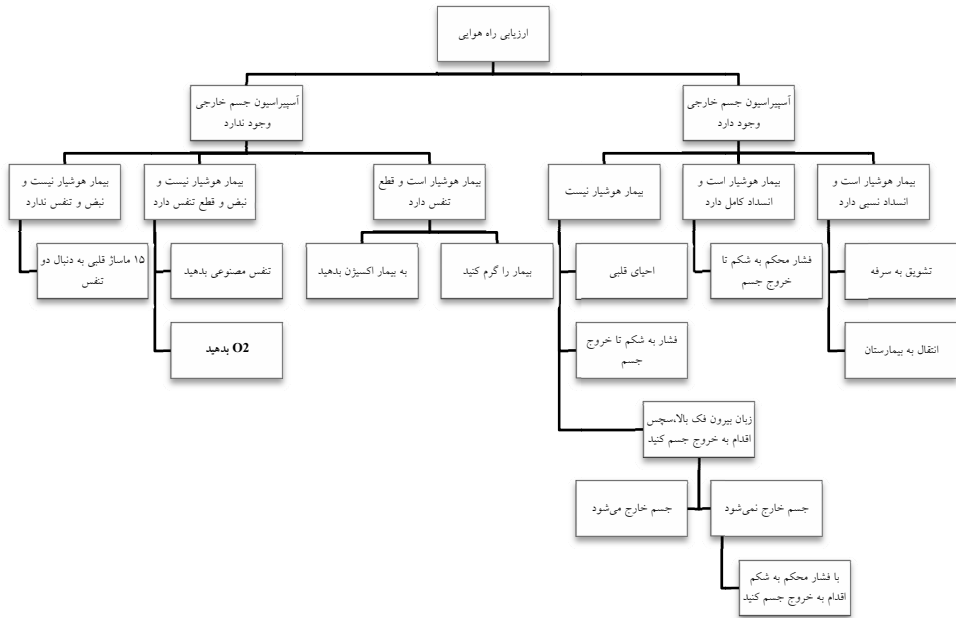 ارزیابی راه هوایی
آسپیراسیون جسم خارجی
وجود دارد
آسپیراسیون جسم خارجی
وجود ندارد
بیمار هوشیار است و
انسداد نسبی دارد
بیمار هوشیار است و
انسداد کامل دارد
بیمار هوشیار نیست
بیمار هوشیار است و قطع
تنفس دارد
بیمار هوشیار نیست و
نبض و قطع تنفس دارد
بیمار هوشیار نیست و
نبض و تنفس ندارد
تشویق به سرفه
فشار محکم به شکم تا
خروج جسم
احیای قلبی
بیمار را گرم کنید
به بیمار اکسیژن بدهید
تنفس مصنوعی بدهید
۱۵ ماساژ قلبی به دنبال دو
تنفس
انتقال به بیمارستان
فشار به شکم تا خروج
جسم
O2 بدهید
زبان بیرون فک بالا،سچس
اقدام به خروج جسم کنید
جسم خارج نمی‌شود
جسم خارج می‌شود
با فشار محکم به شکم
اقدام به خروج جسم کنید